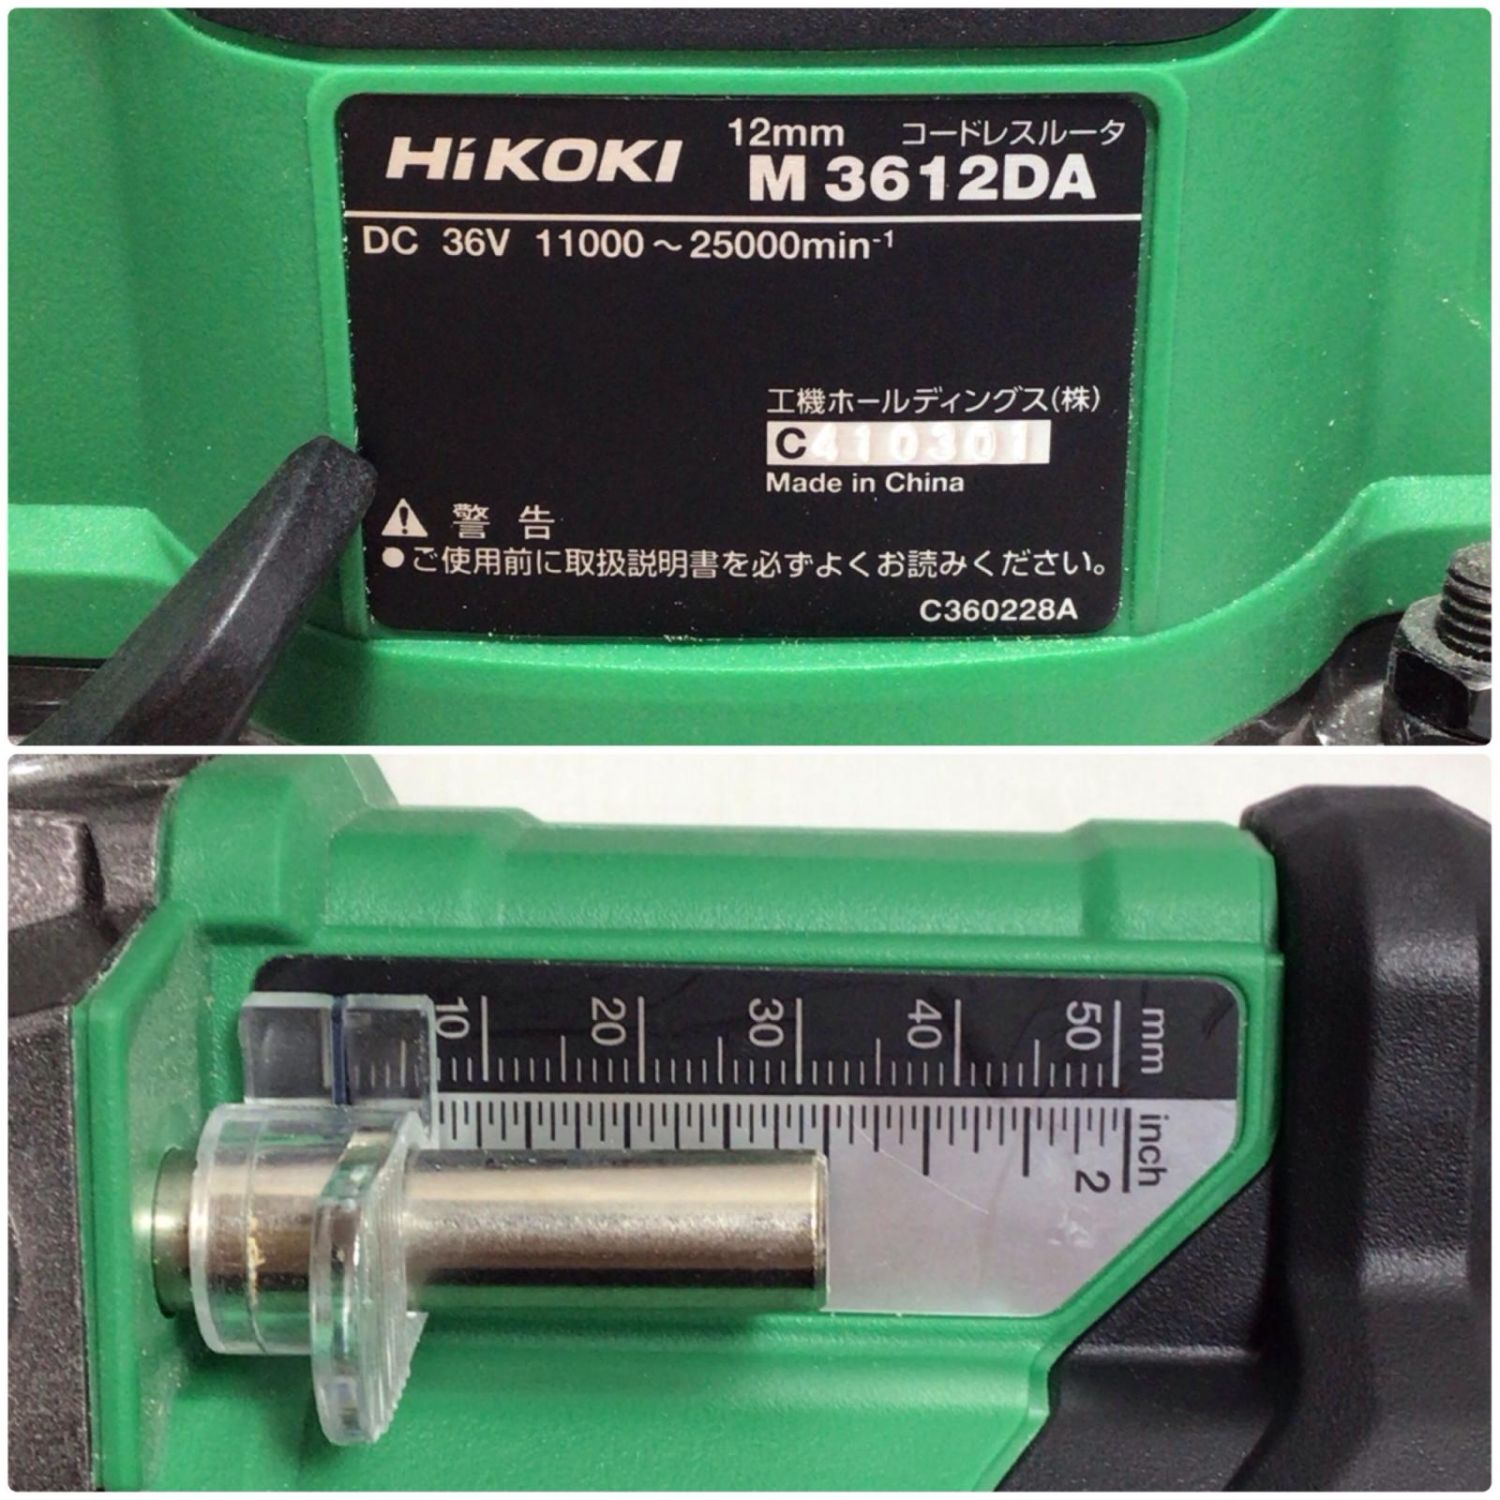 HiKOKI
12mm コードレスルータ
M 3612DA
DC 36V 11000～25000min-1
工機ホールディングス(株)
C410301
Made in China
警告
●ご使用前に取扱説明書を必ずよくお読みください。
C360228A
10 20 30 40 50 mm
2 inch